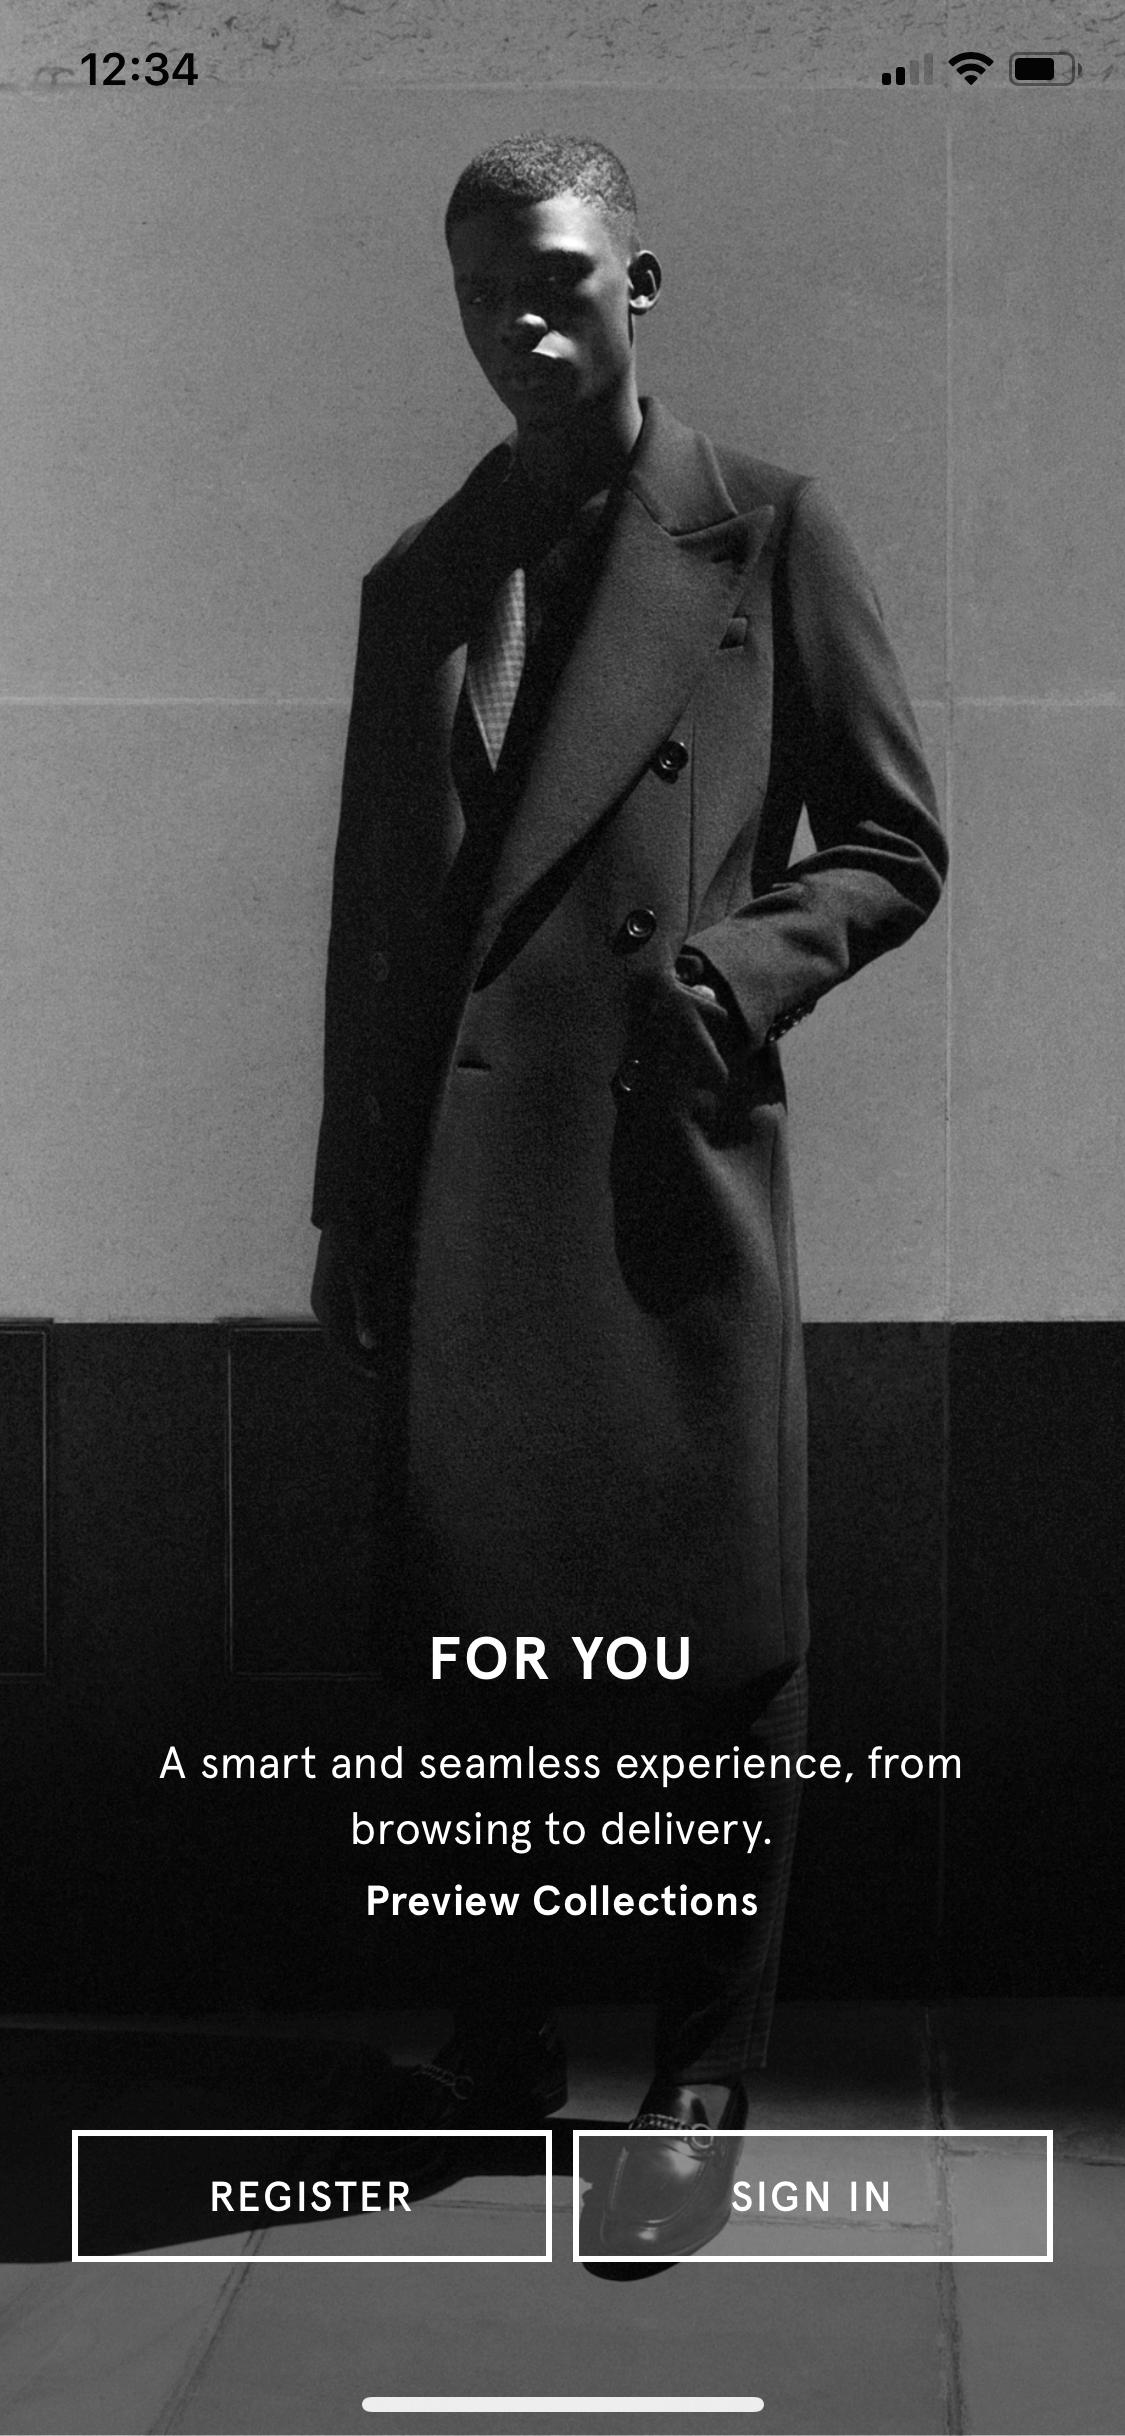 12:34
FOR YOU
A smart and seamless experience, from
browsing to delivery.
Preview Collections
REGISTER
SIGN IN